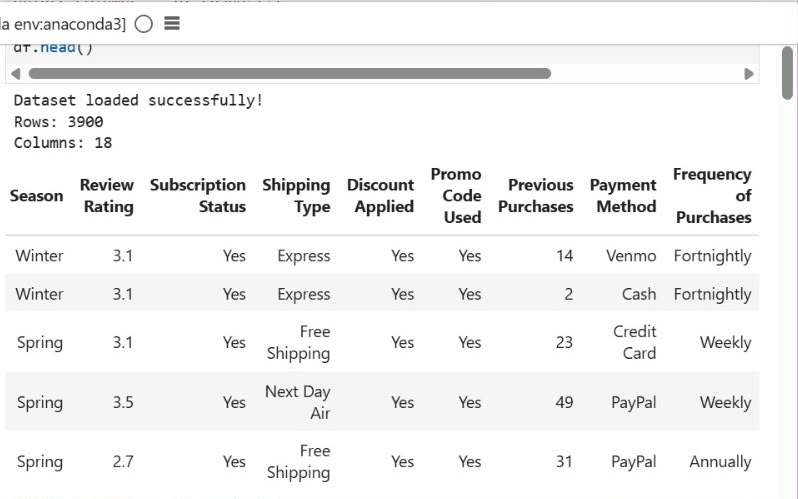 la env:anaconda3]
df.head()
Dataset loaded successfully!
Rows: 3900
Columns: 18
Season Review Rating Subscription Status Shipping Type Discount Applied Promo Code Used Previous Purchases Payment Method Frequency of Purchases
Winter 3.1 Yes Express Yes Yes 14 Venmo Fortnightly
Winter 3.1 Yes Express Yes Yes 2 Cash Fortnightly
Spring 3.1 Yes Free Shipping Yes Yes 23 Credit Card Weekly
Spring 3.5 Yes Next Day Air Yes Yes 49 PayPal Weekly
Spring 2.7 Yes Free Shipping Yes Yes 31 PayPal Annually